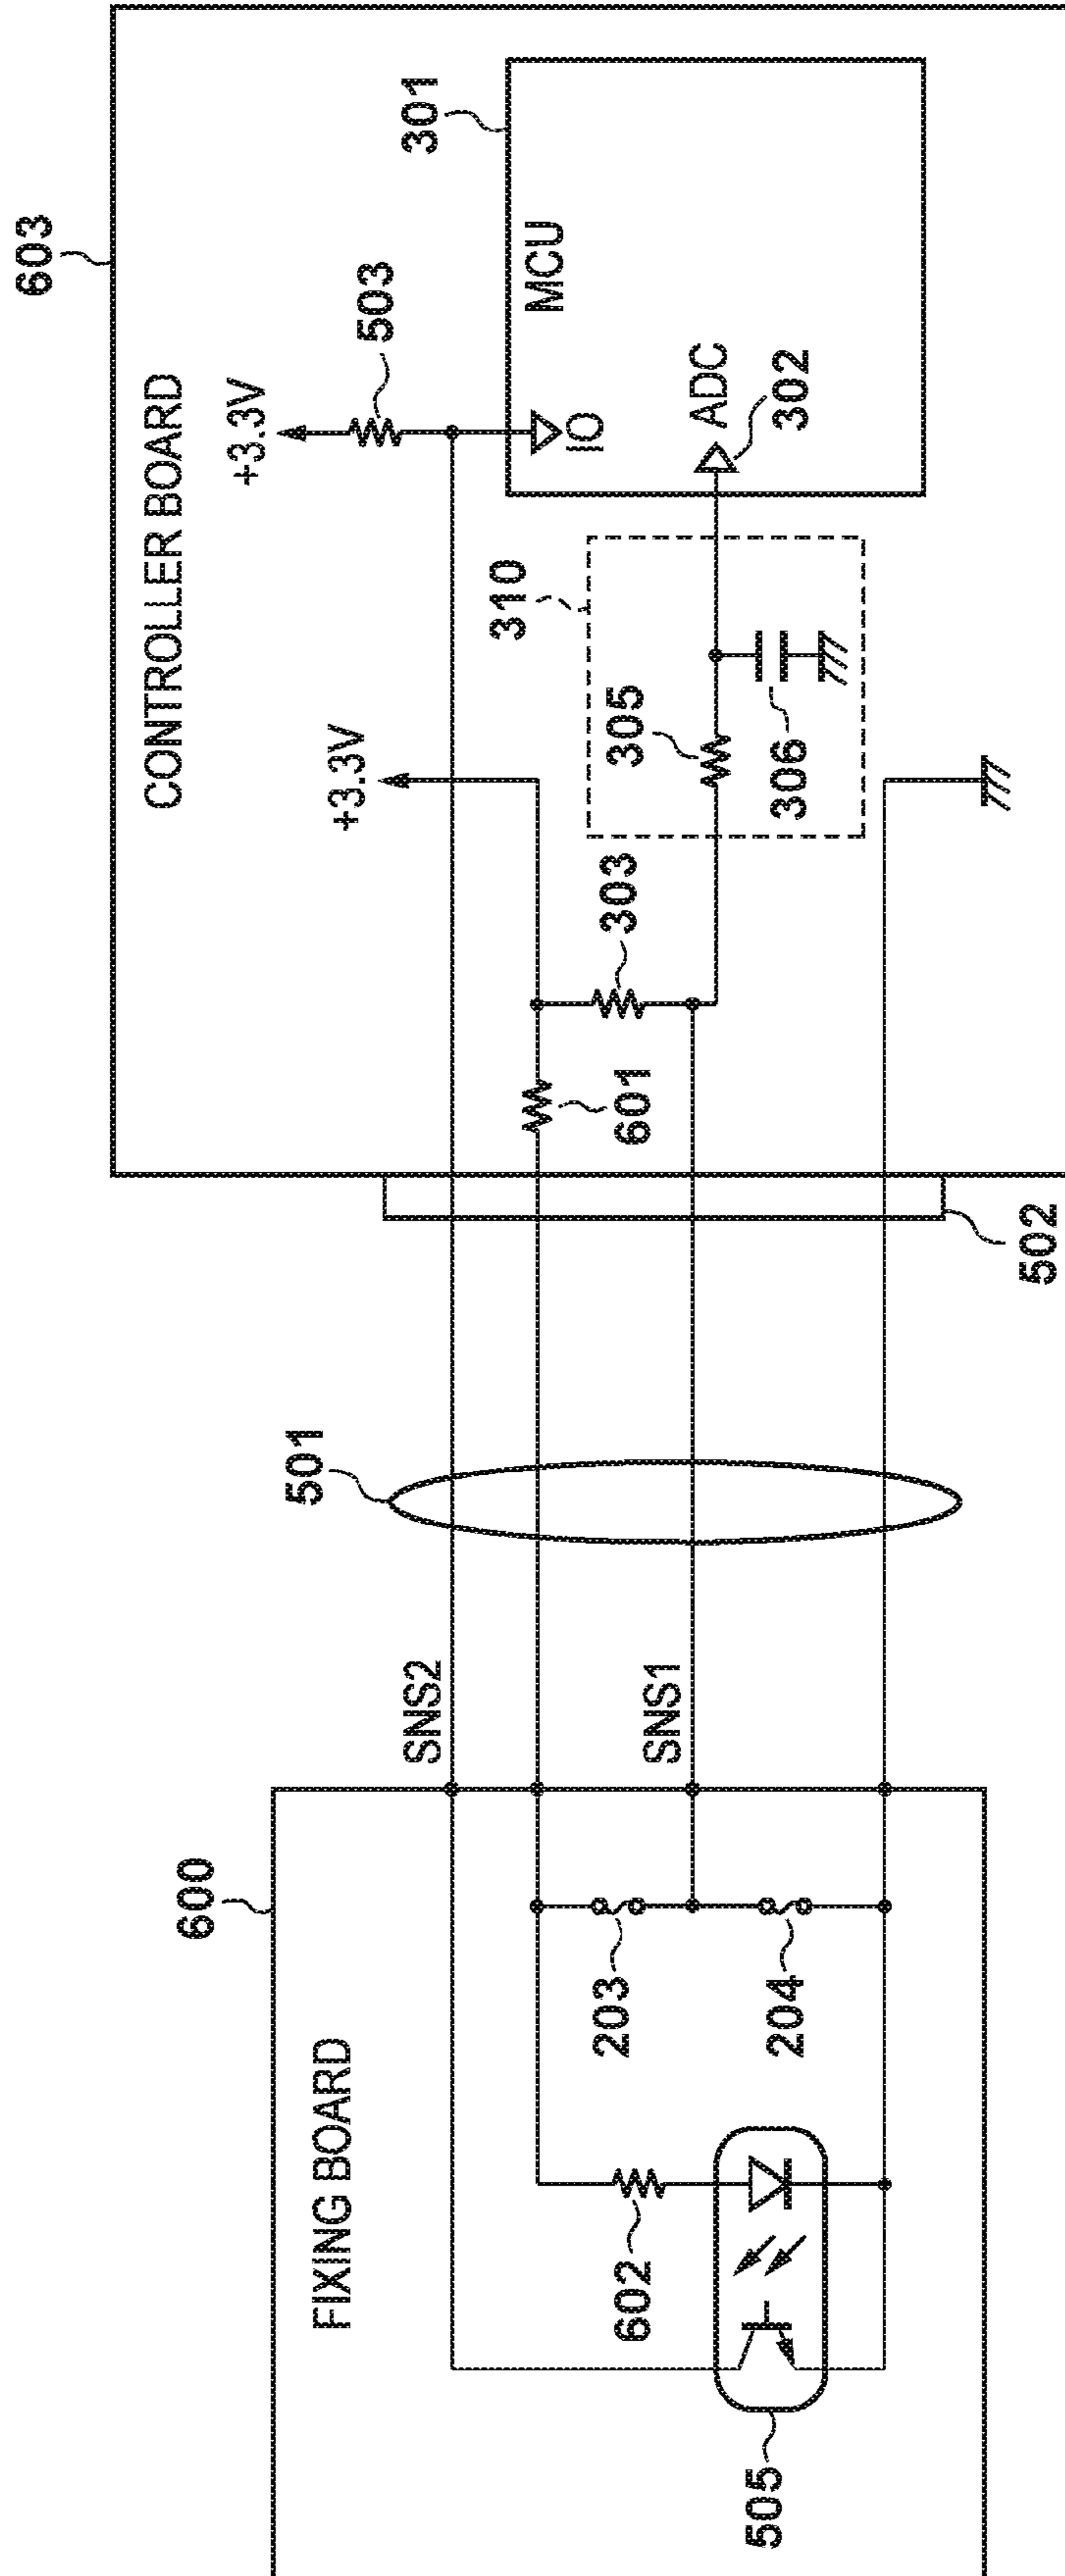 603
CONTROLLER BOARD
+3.3V
503
301
MCU
IO
ADC
302
+3.3V
310
305
306
303
601
502
501
SNS2
SNS1
600
FIXING BOARD
203
204
602
505